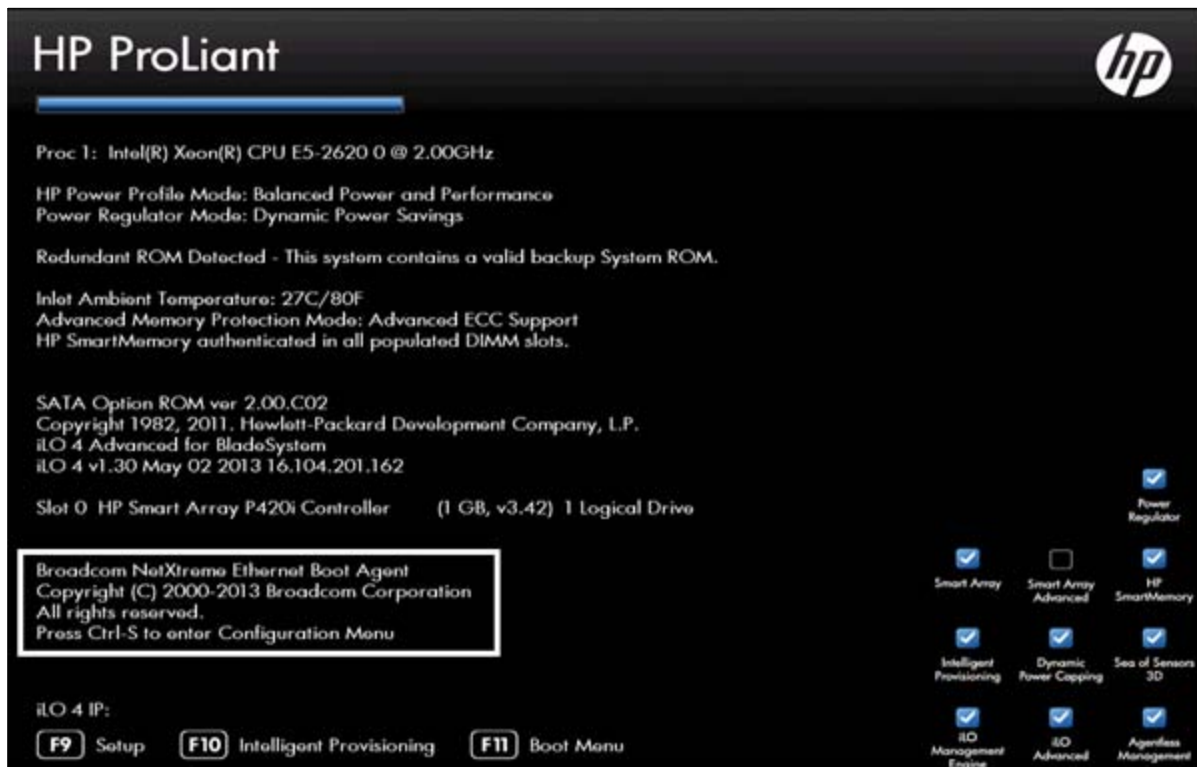 HP ProLiant
hp
Proc 1: Intel(R) Xeon(R) CPU E5-2620 0 @ 2.00GHz
HP Power Profile Mode: Balanced Power and Performance
Power Regulator Mode: Dynamic Power Savings
Redundant ROM Detected - This system contains a valid backup System ROM.
Inlet Ambient Temperature: 27C/80F
Advanced Memory Protection Mode: Advanced ECC Support
HP SmartMemory authenticated in all populated DIMM slots.
SATA Option ROM ver 2.00.C02
Copyright 1982, 2011. Hewlett-Packard Development Company, L.P.
iLO 4 Advanced for BladeSystem
iLO 4 v1.30 May 02 2013 16.104.201.162
Slot 0 HP Smart Array P420i Controller (1 GB, v3.42) 1 Logical Drive
Broadcom NetXtreme Ethernet Boot Agent
Copyright (C) 2000-2013 Broadcom Corporation
All rights reserved.
Press Ctrl-S to enter Configuration Menu
Power
Regulator
Smart Array
Smart Array
Advanced
HP
SmartMemory
Intelligent
Provisioning
Dynamic
Power Capping
Sea of Sensors
3D
iLO
Management
Engine
iLO
Advanced
Agentless
Management
iLO 4 IP:
F9 Setup F10 Intelligent Provisioning F11 Boot Menu